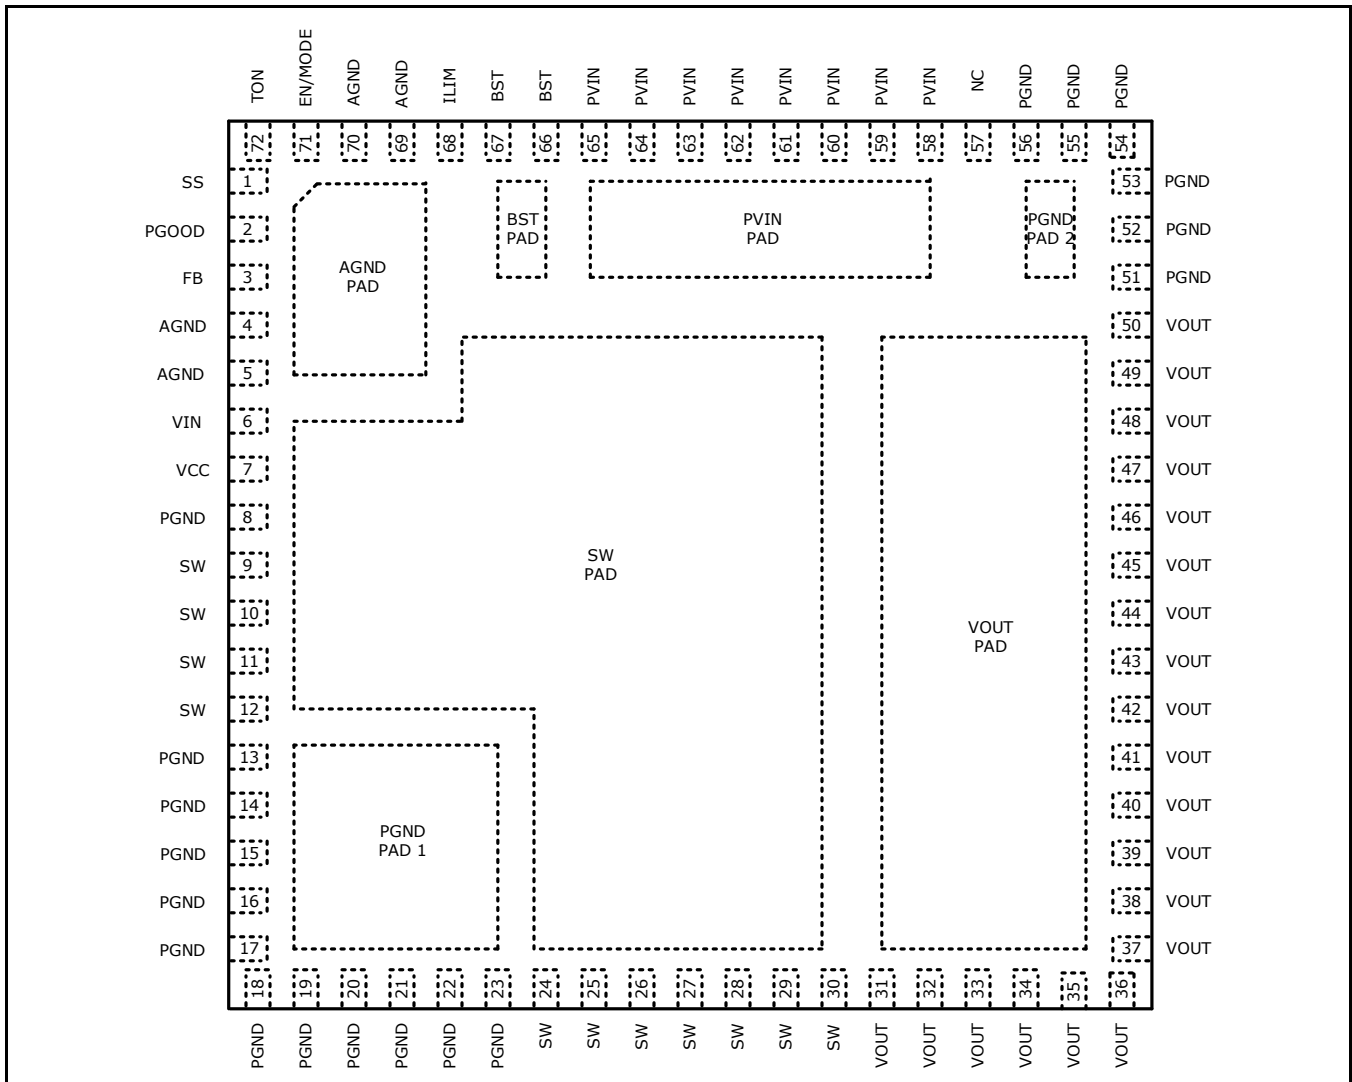 TON
EN/MODE
AGND
AGND
ILIM
BST
BST
PVIN
PVIN
PVIN
PVIN
PVIN
PVIN
PVIN
PVIN
NC
PGND
PGND
PGND
72
71
70
69
68
67
66
65
64
63
62
61
60
59
58
57
56
55
54
SS
1
53
PGND
PGOOD
2
52
PGND
FB
3
51
PGND
AGND
4
50
VOUT
AGND
5
49
VOUT
VIN
6
48
VOUT
VCC
7
47
VOUT
PGND
8
46
VOUT
SW
9
45
VOUT
SW
10
44
VOUT
SW
11
43
VOUT
SW
12
42
VOUT
PGND
13
41
VOUT
PGND
14
40
VOUT
PGND
15
39
VOUT
PGND
16
38
VOUT
PGND
17
37
VOUT
AGND
PAD
BST
PAD
PVIN
PAD
PGND
PAD 2
SW
PAD
VOUT
PAD
PGND
PAD 1
18
19
20
21
22
23
24
25
26
27
28
29
30
31
32
33
34
35
36
PGND
PGND
PGND
PGND
PGND
PGND
SW
SW
SW
SW
SW
SW
SW
VOUT
VOUT
VOUT
VOUT
VOUT
VOUT